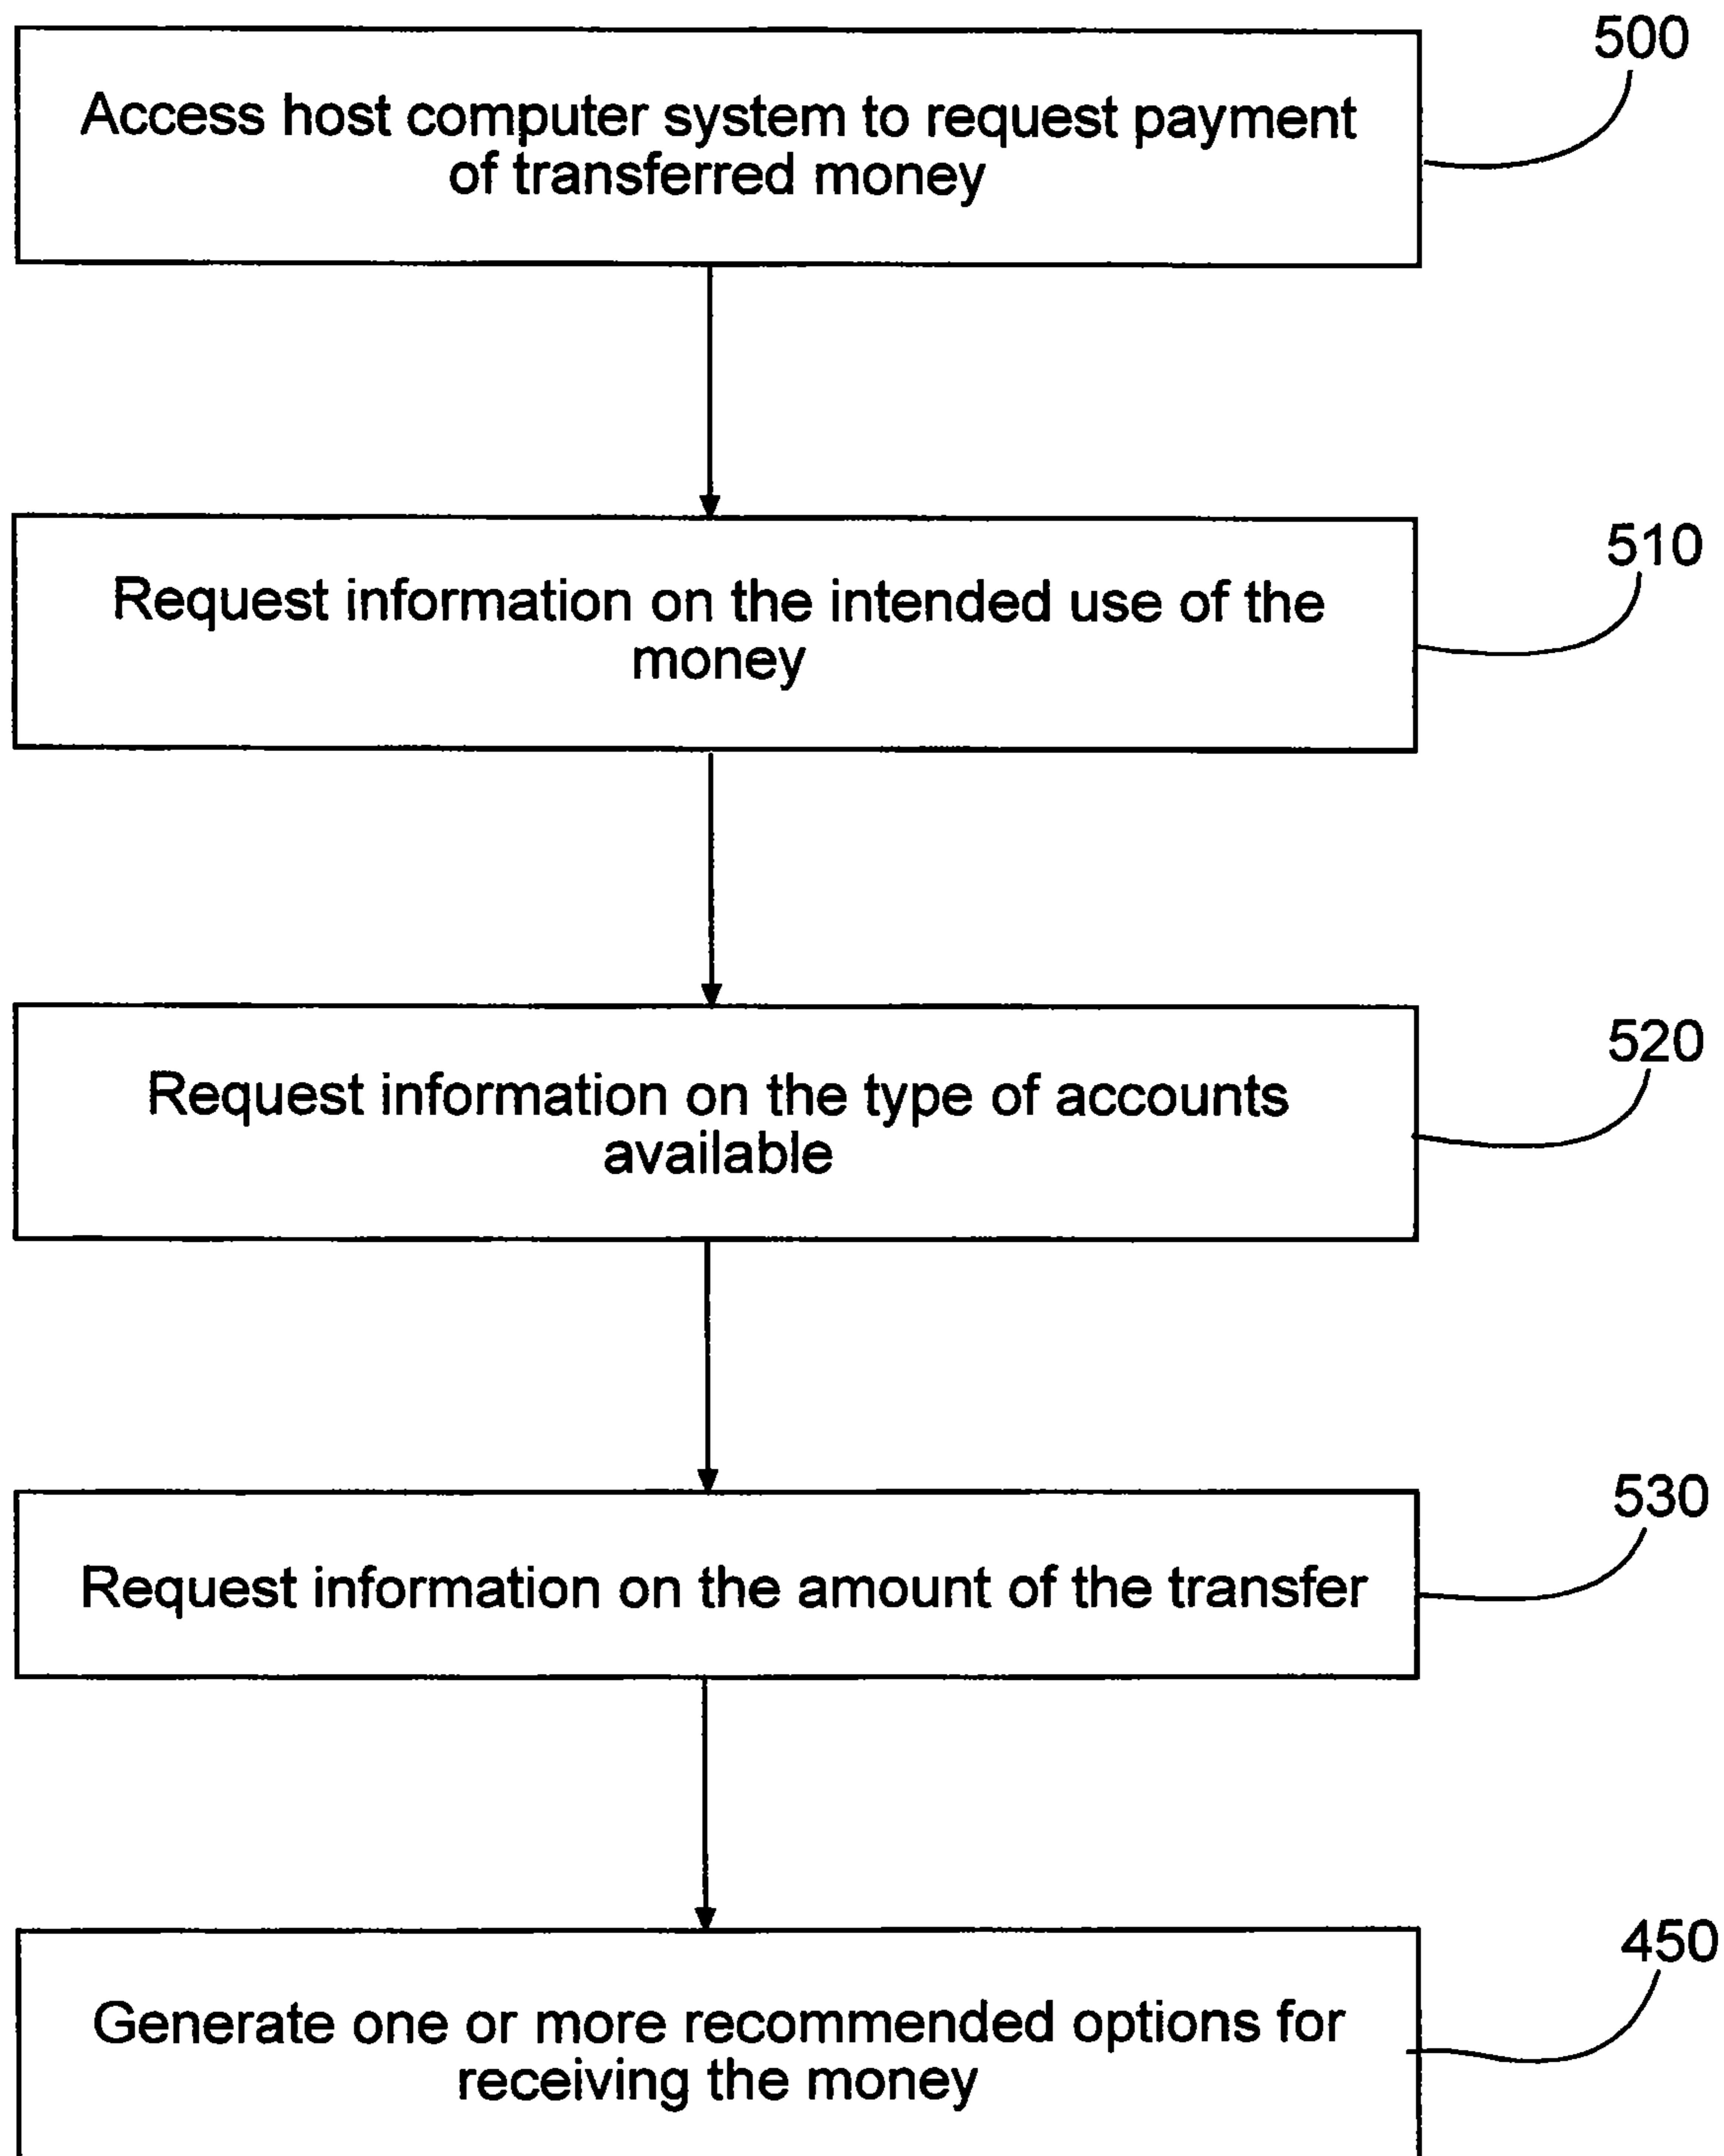 500
Access host computer system to request payment
of transferred money
510
Request information on the intended use of the
money
520
Request information on the type of accounts
available
530
Request information on the amount of the transfer
450
Generate one or more recommended options for
receiving the money